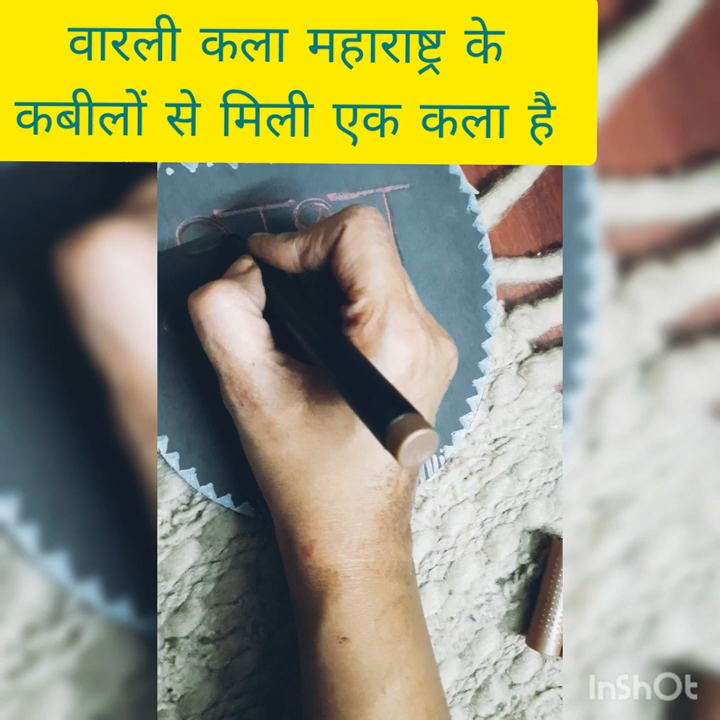 वारली कला महाराष्ट्र के
कबीलों से मिली एक कला है
InShOt